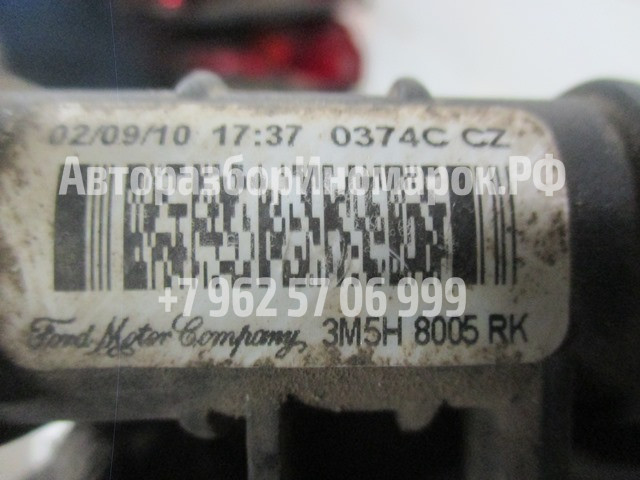 02/09/10 17:37 0374C CZ
АвторазборИномарок.РФ
+7 962 57 06 999
Ford Motor Company, 3M5H 8005 RK